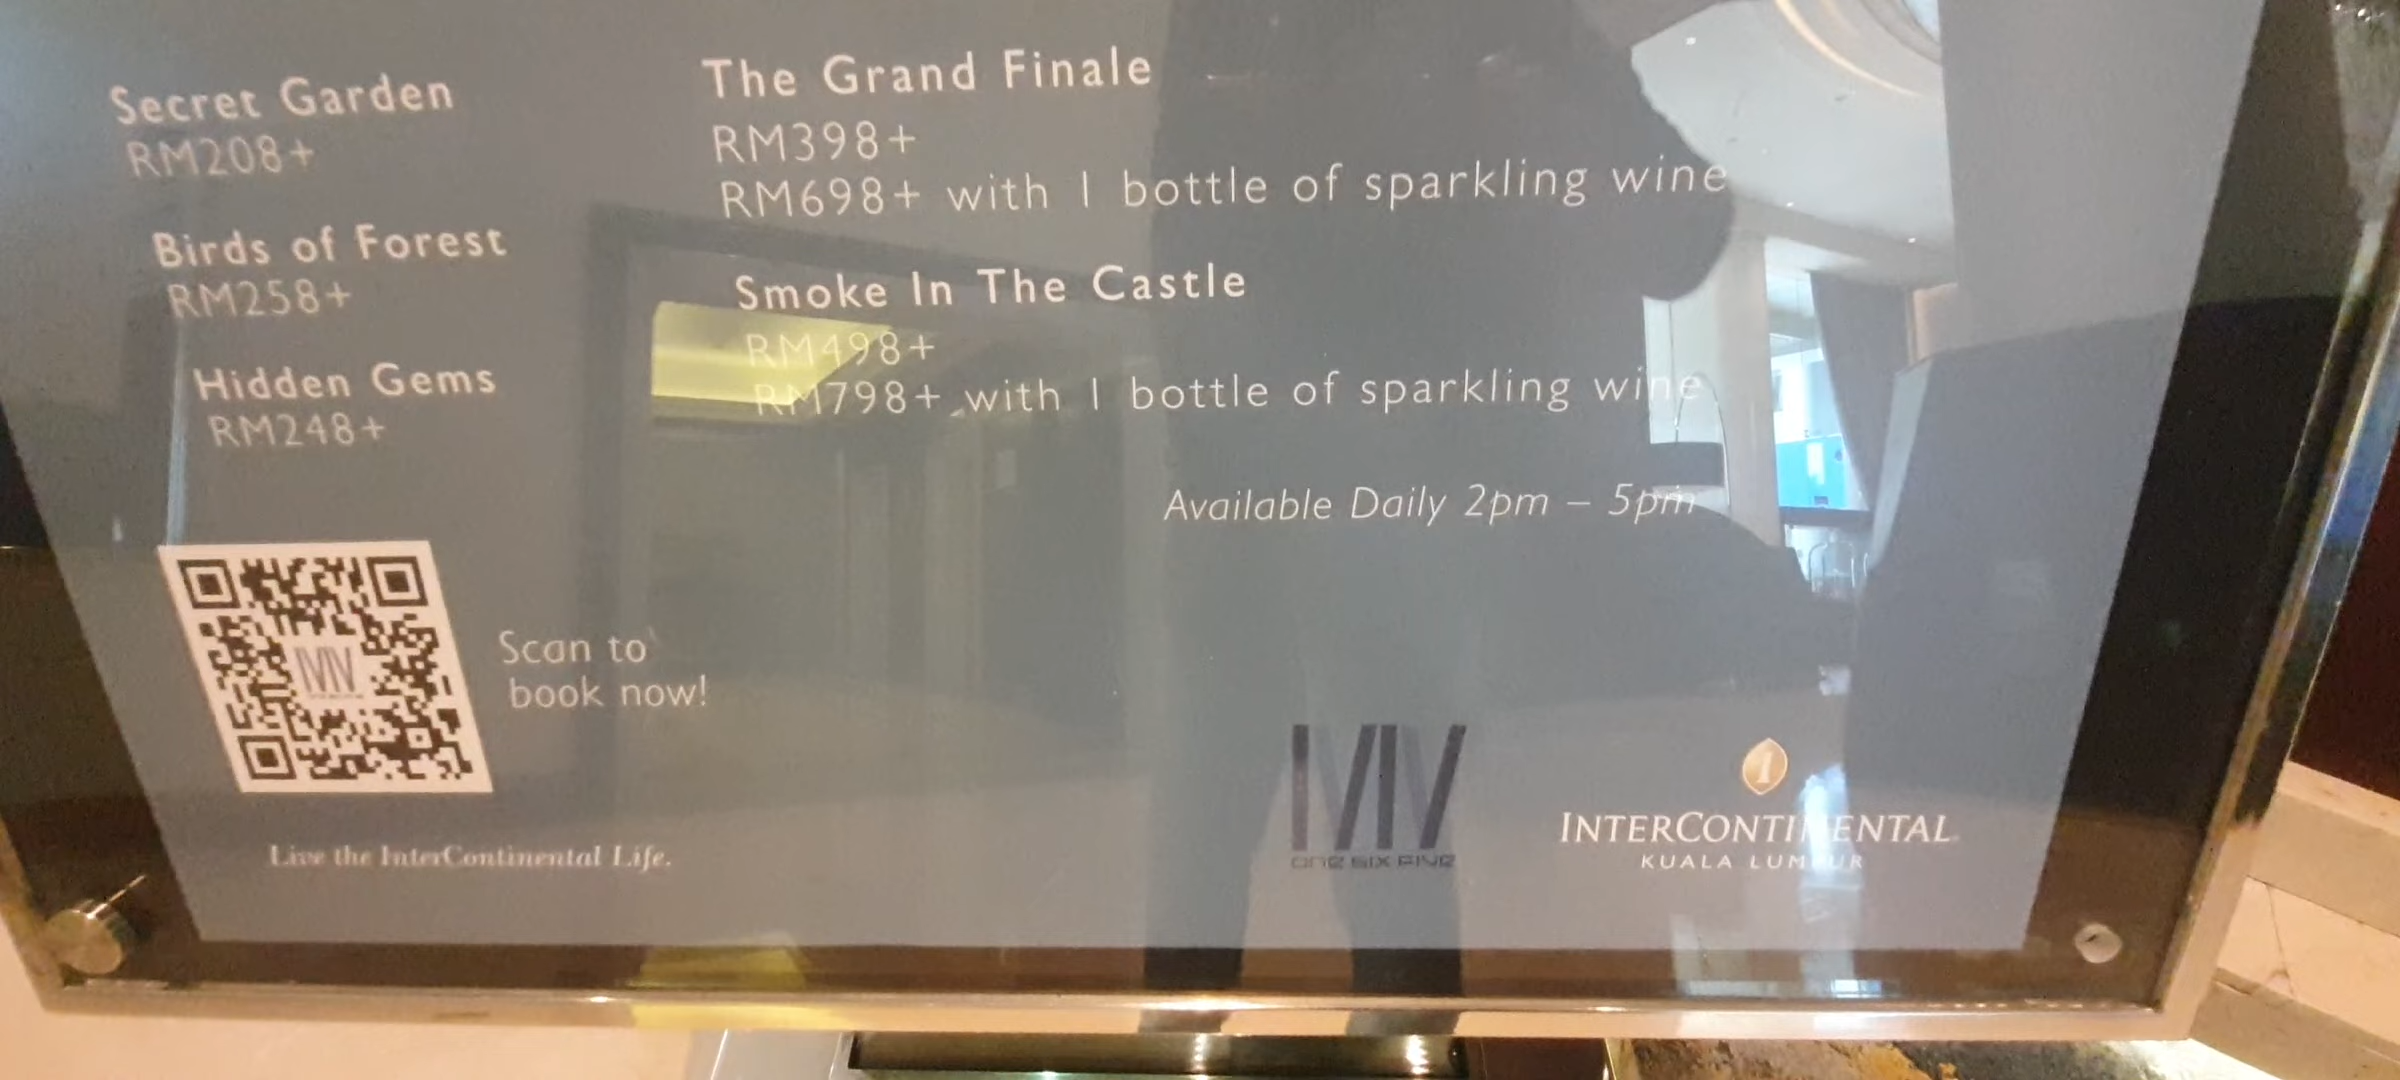 Secret Garden
RM208+
Birds of Forest
RM258+
Hidden Gems
RM248+
The Grand Finale
RM398+
RM698+ with 1 bottle of sparkling wine
Smoke In The Castle
RM498+
RM798+ with 1 bottle of sparkling wine
Available Daily 2pm – 5pm
Scan to
book now!
Live the InterContinental Life.
ONE SIX FIVE
INTERCONTINENTAL
KUALA LUMPUR